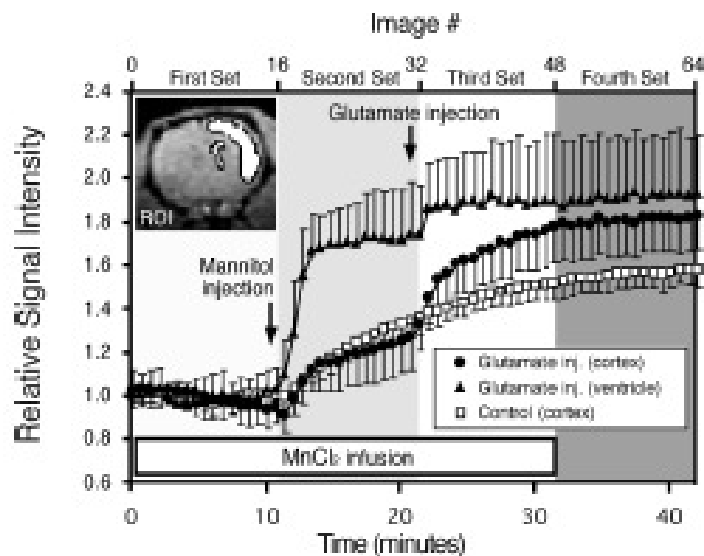 Image #
0 16 32 48 64
First Set Second Set Third Set Fourth Set
2.4
2.2
2.0
1.8
1.6
1.4
1.2
1.0
0.8
0.6
Relative Signal Intensity
ROI
Glutamate injection
Mannitol
injection
Glutamate inj. (cortex)
Glutamate inj. (ventricle)
Control (cortex)
MnCl₂ infusion
0 10 20 30 40
Time (minutes)